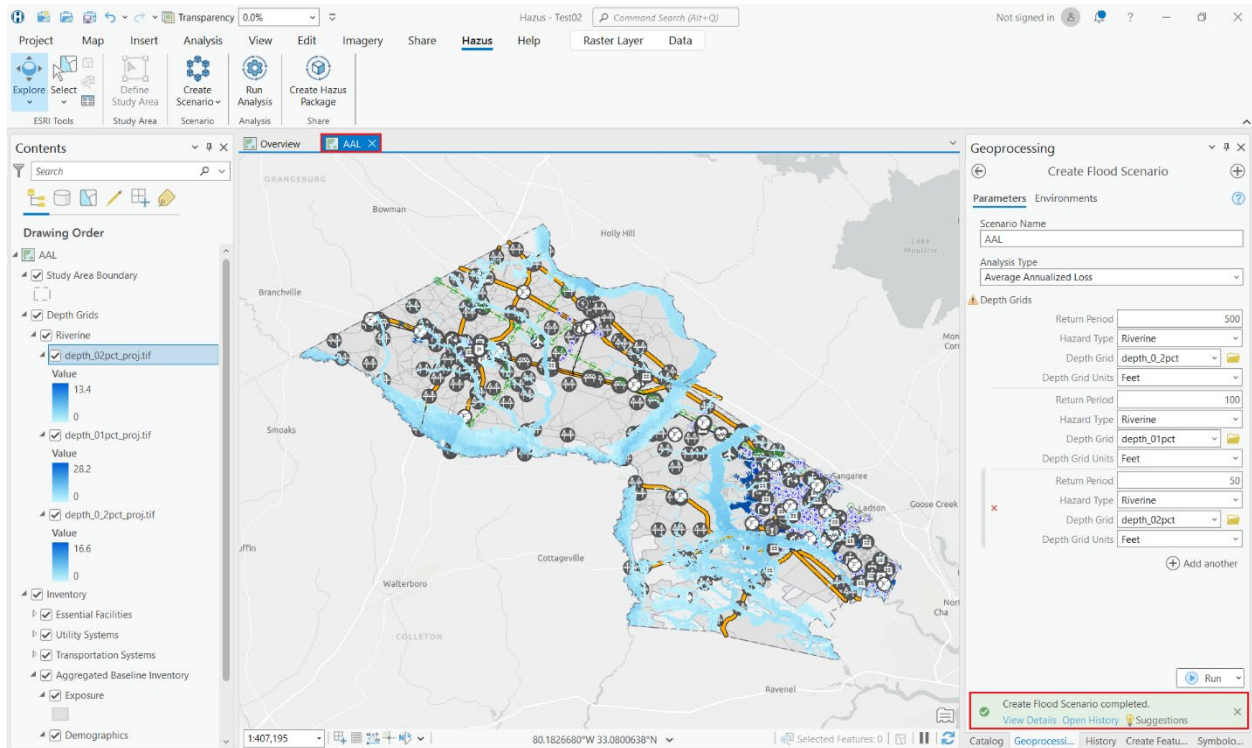 Transparency 0.0%
Hazus - Test02
Command Search (Alt+Q)
Not signed in
?
Project Map Insert Analysis View Edit Imagery Share Hazus Help Raster Layer Data
Explore Select Define Study Area Create Scenario Run Analysis Create Hazus Package
ESRI Tools Study Area Scenario Analysis Share
Contents
Search
Drawing Order
AAL
Study Area Boundary
Depth Grids
Riverine
depth_02pct_proj.tif
Value
13.4
0
depth_01pct_proj.tif
Value
28.2
0
depth_0_2pct_proj.tif
Value
16.6
0
Inventory
Essential Facilities
Utility Systems
Transportation Systems
Aggregated Baseline Inventory
Exposure
Demographics
Overview AAL
ORANGEBURG
Bowman
Holly Hill
Lake
Moultrie
Branchville
Mon
Corn
Smoaks
Sangaree
Ladson
Goose Creek
uffin
Cottageville
Walterboro
Nort
Cha
COLLETON
Ravenel
1:407,195
80.1826680°W 33.0800638°N
Selected Features: 0
Geoprocessing
Create Flood Scenario
Parameters Environments
?
Scenario Name
AAL
Analysis Type
Average Annualized Loss
Depth Grids
Return Period 500
Hazard Type Riverine
Depth Grid depth_0_2pct
Depth Grid Units Feet
Return Period 100
Hazard Type Riverine
Depth Grid depth_01pct
Depth Grid Units Feet
Return Period 50
Hazard Type Riverine
Depth Grid depth_02pct
Depth Grid Units Feet
Add another
Run
Create Flood Scenario completed.
View Details Open History Suggestions
Catalog Geoprocessi... History Create Featu... Symbolo...